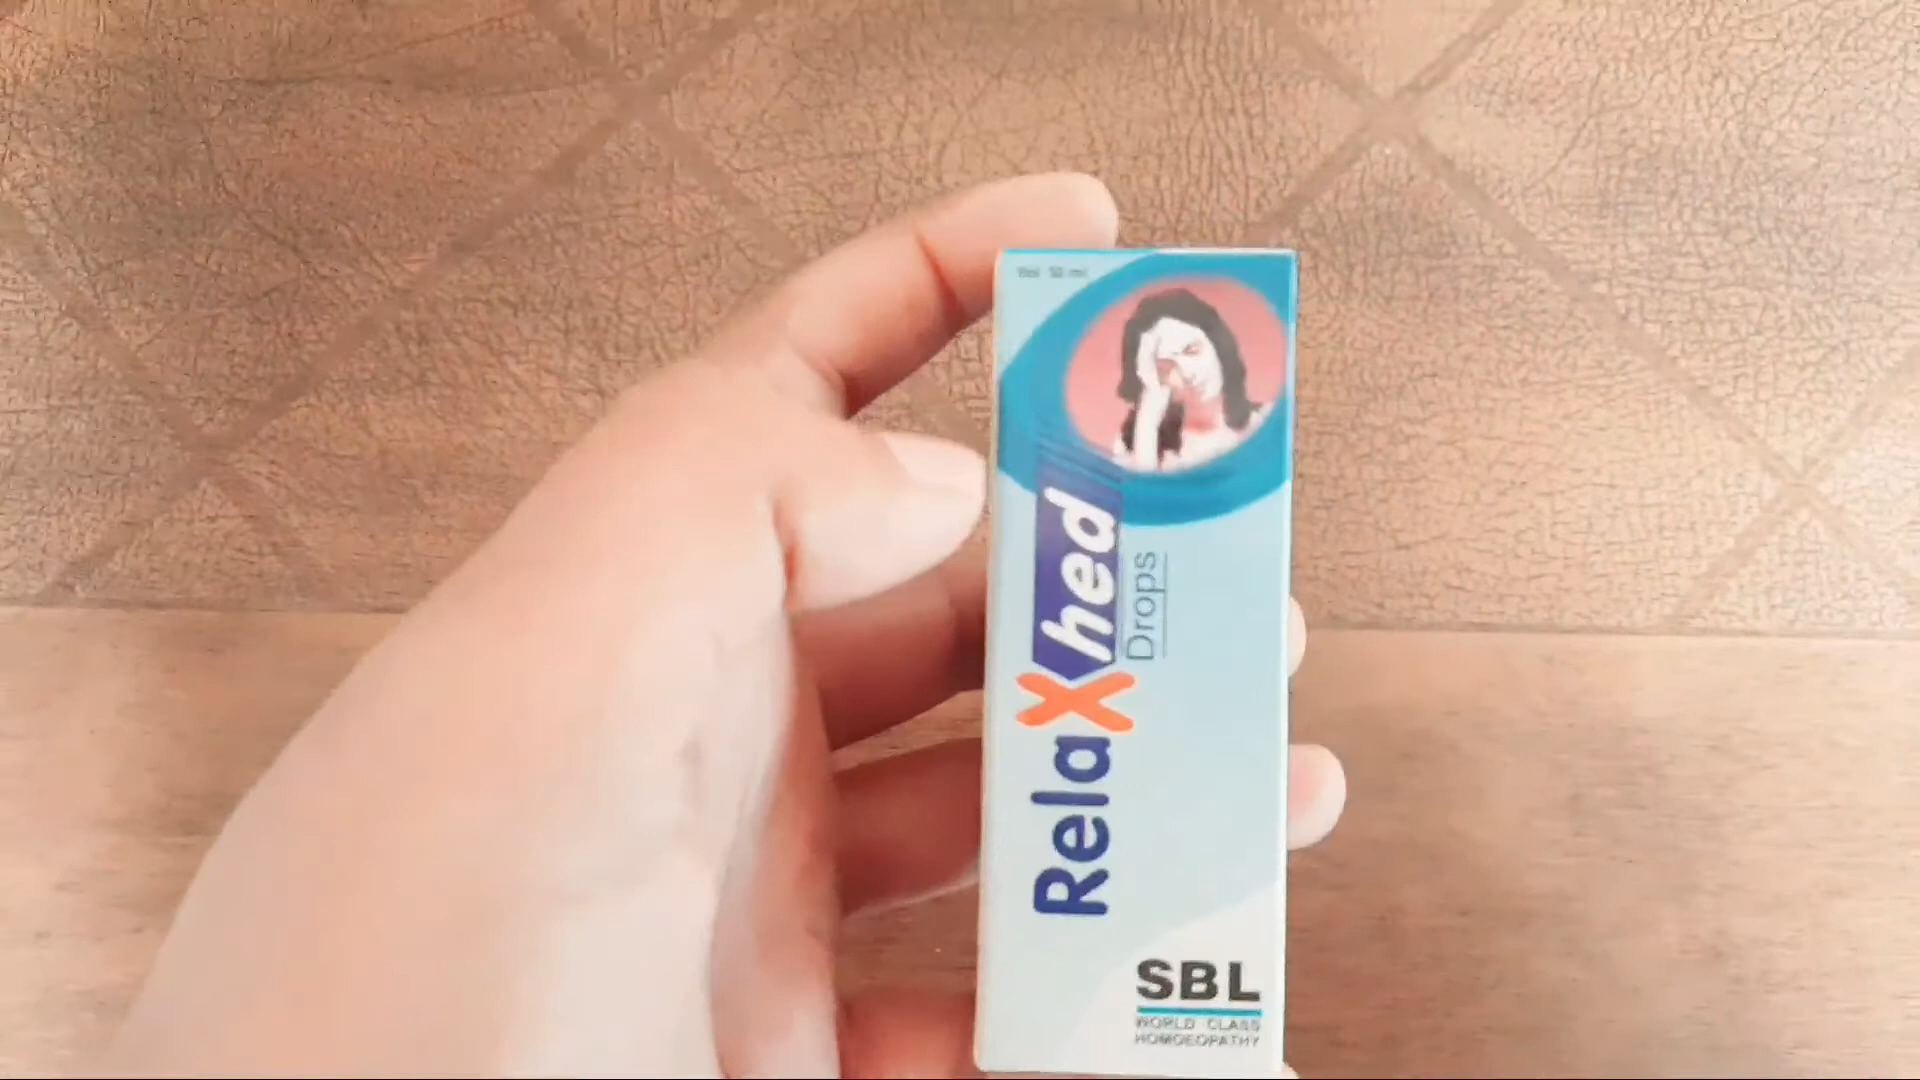 RelaXhed
Drops
SBL
WORLD CLASS
HOMOEOPATHY